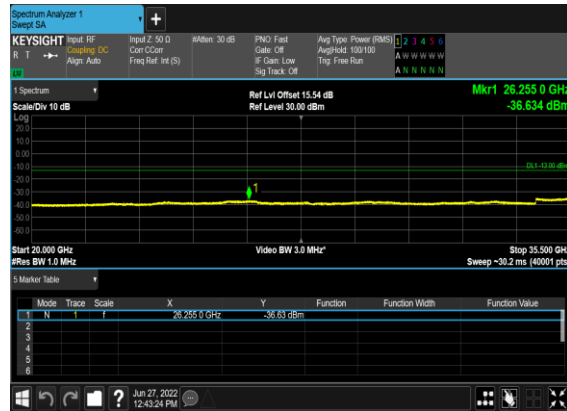 Spectrum Analyzer 1
Swept SA
+
KEYSIGHT Input: RF Input Z: 50 Ω #Atten: 30 dB PNO: Fast Avg Type: Power (RMS) 1 2 3 4 5 6
R T Coupling: DC Corr CCorr Gate: Off Avg|Hold: 100/100 A W W W W W
Align: Auto Freq Ref: Int (S) IF Gain: Low Trig: Free Run
Sig Track: Off A N N N N N
1 Spectrum Ref Lvl Offset 15.54 dB Mkr1 26.255 0 GHz
Scale/Div 10 dB Ref Level 30.00 dBm -36.634 dBm
Log
20.0
10.0
0.00
-10.0 DL1 -13.00 dBm
-20.0
-30.0 1
-40.0
-50.0
-60.0
Start 20.000 GHz Video BW 3.0 MHz* Stop 35.500 GHz
#Res BW 1.0 MHz Sweep ~30.2 ms (40001 pts)
5 Marker Table
Mode Trace Scale X Y Function Function Width Function Value
1 N 1 f 26.255 0 GHz -36.63 dBm
2
3
4
5
6
? Jun 27, 2022
12:43:24 PM